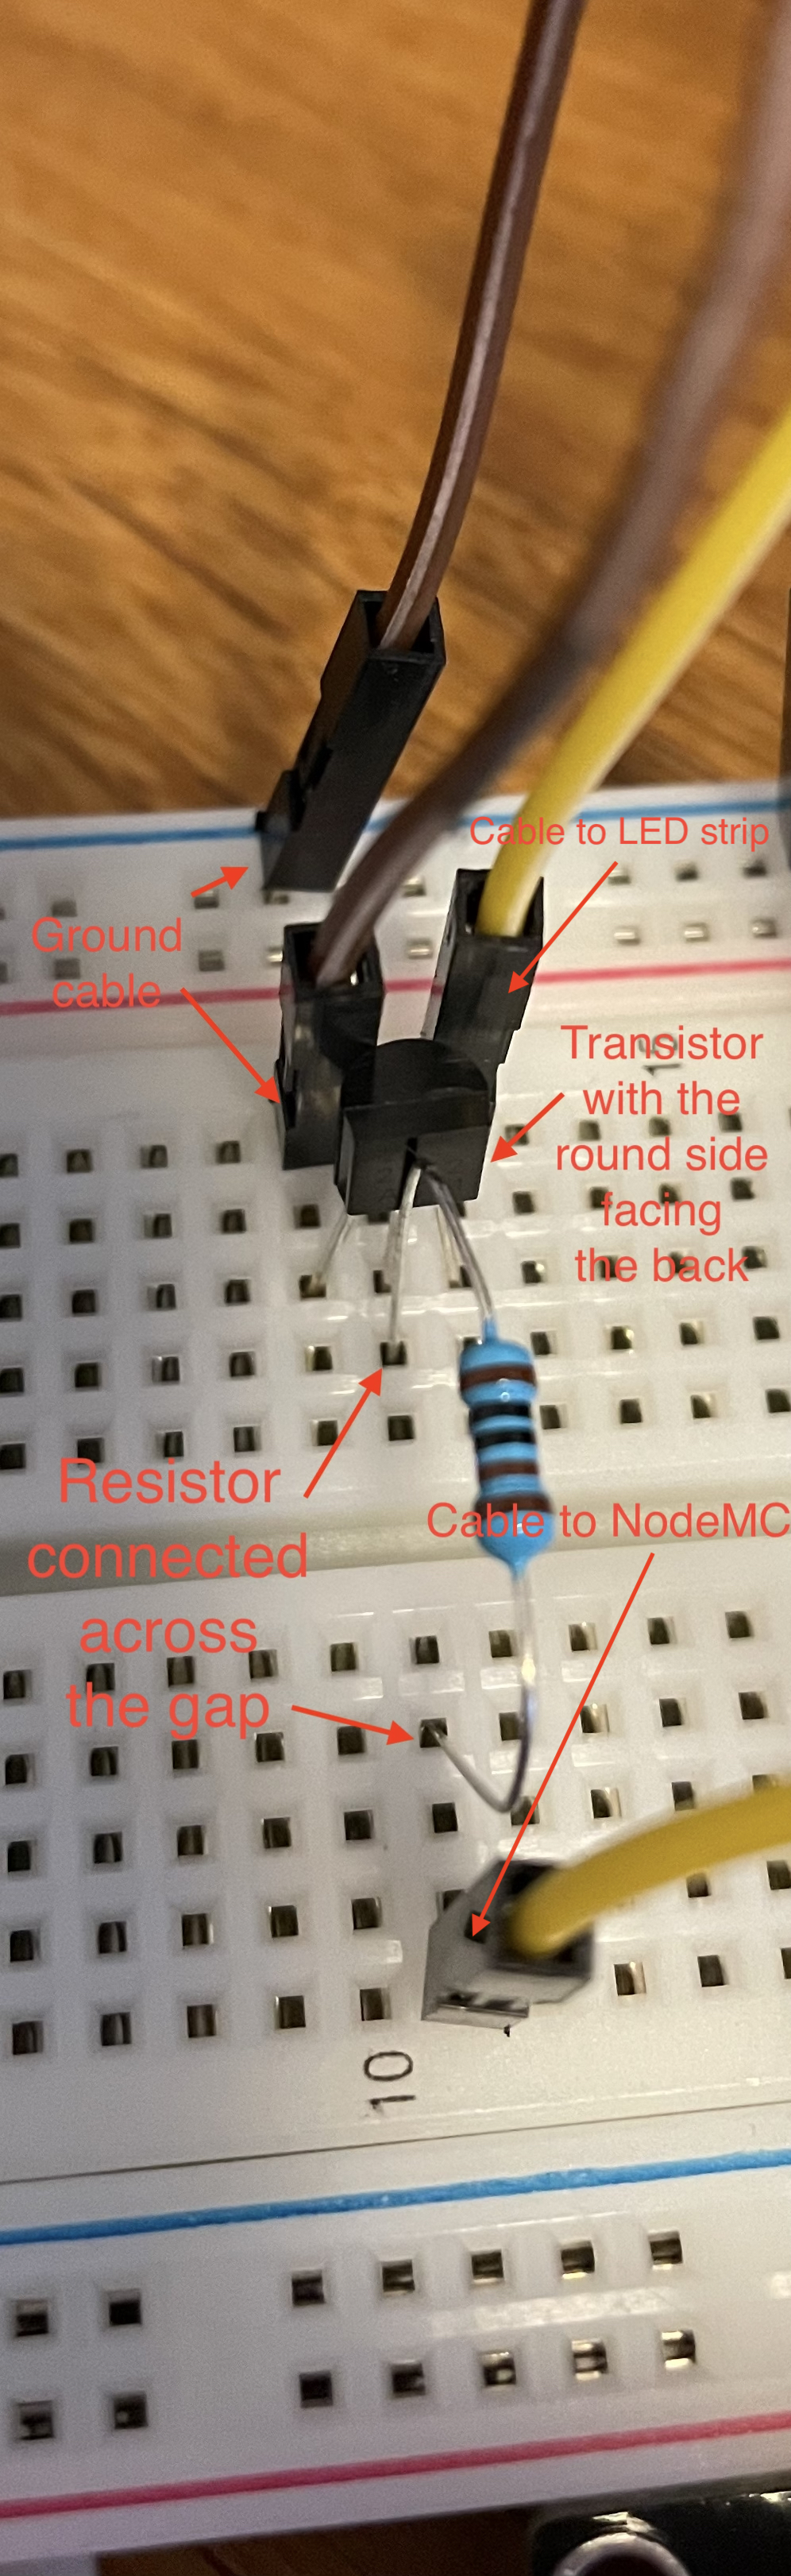 Cable to LED strip
Ground
cable
15
Transistor
with the
round side
facing
the back
Resistor
connected
across
the gap
Cable to NodeMC
10